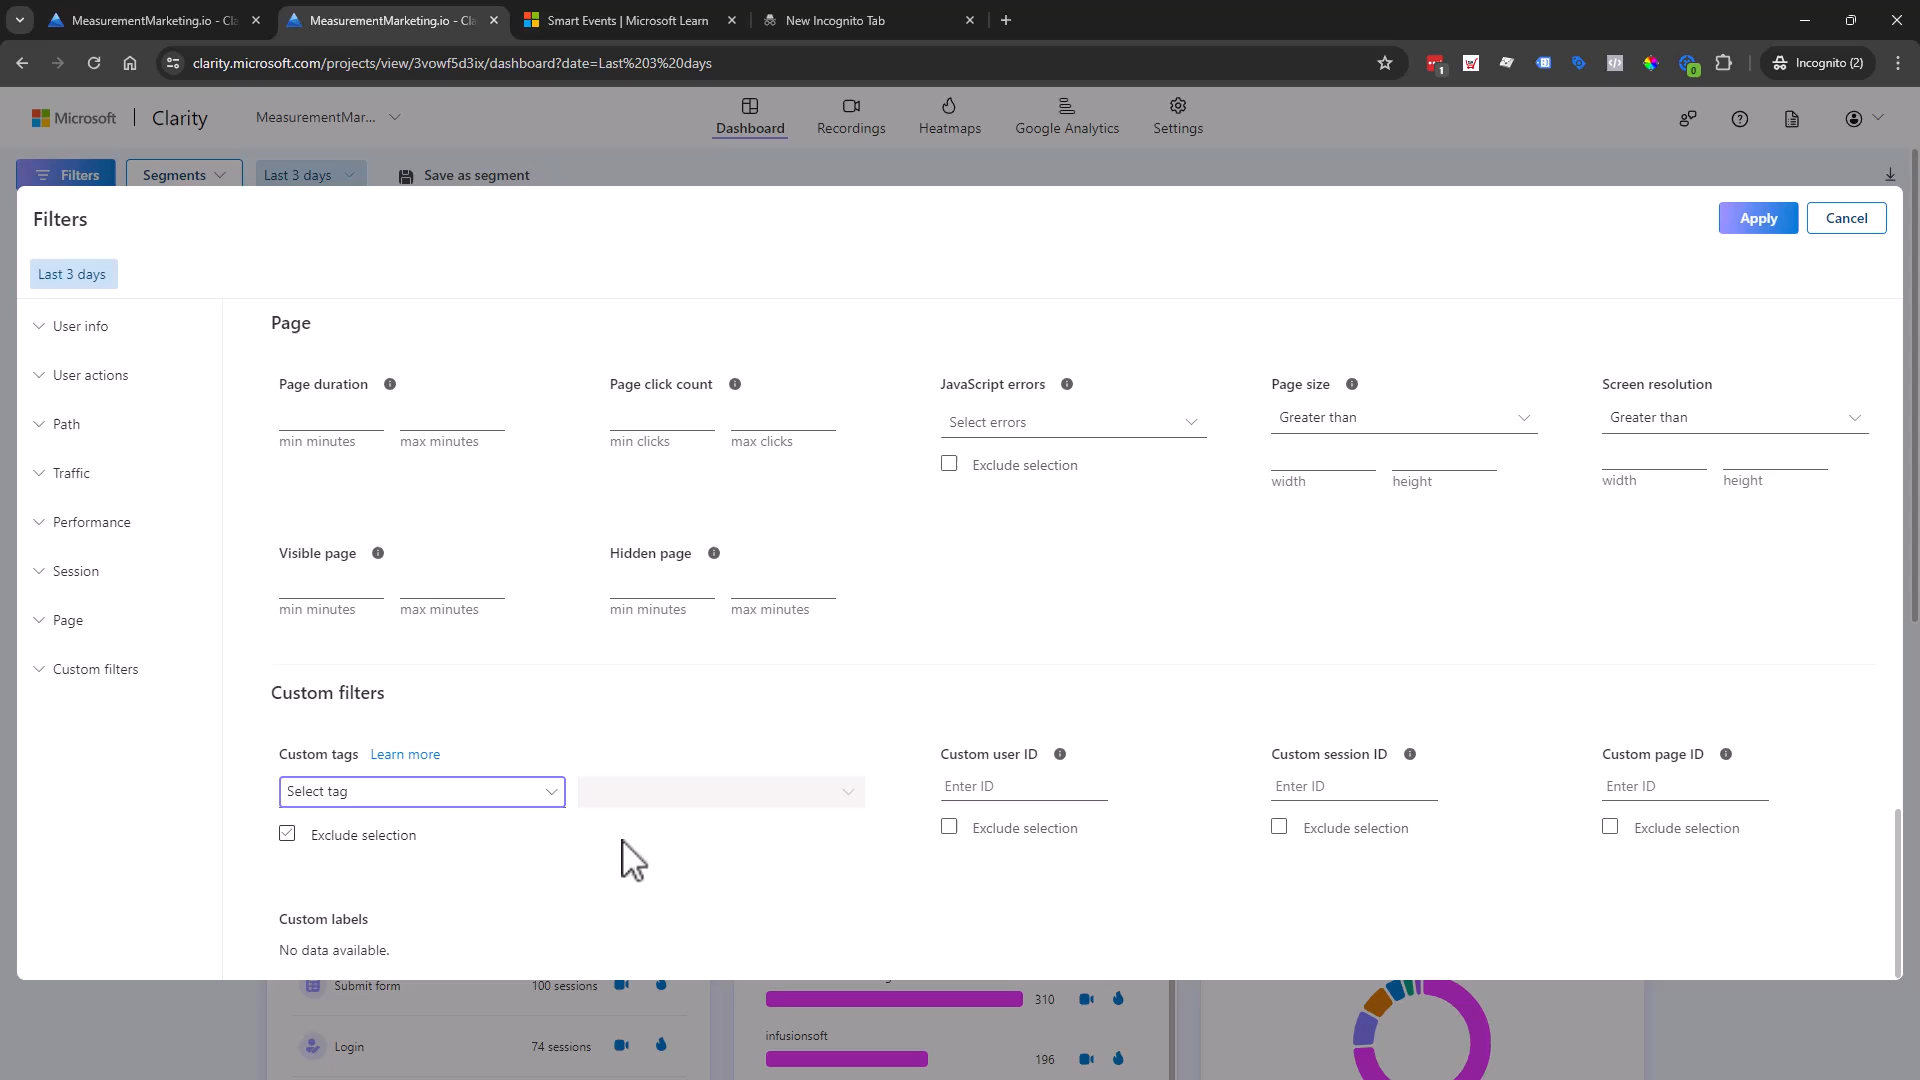 MeasurementMarketing.io - Cla
MeasurementMarketing.io - Cla
Smart Events | Microsoft Learn
New Incognito Tab
clarity.microsoft.com/projects/view/3vowf5d3ix/dashboard?date=Last%203%20days
1
0
Incognito (2)
Microsoft | Clarity
MeasurementMar...
Dashboard
Recordings
Heatmaps
Google Analytics
Settings
Filters
Segments
Last 3 days
Save as segment
Filters
Apply
Cancel
Last 3 days
User info
User actions
Path
Traffic
Performance
Session
Page
Custom filters
Page
Page duration
min minutes
max minutes
Page click count
min clicks
max clicks
JavaScript errors
Select errors
Exclude selection
Page size
Greater than
width
height
Screen resolution
Greater than
width
height
Visible page
min minutes
max minutes
Hidden page
min minutes
max minutes
Custom filters
Custom tags Learn more
Select tag
Exclude selection
Custom user ID
Enter ID
Exclude selection
Custom session ID
Enter ID
Exclude selection
Custom page ID
Enter ID
Exclude selection
Custom labels
No data available.
Submit form
100 sessions
310
infusionsoft
Login
74 sessions
196